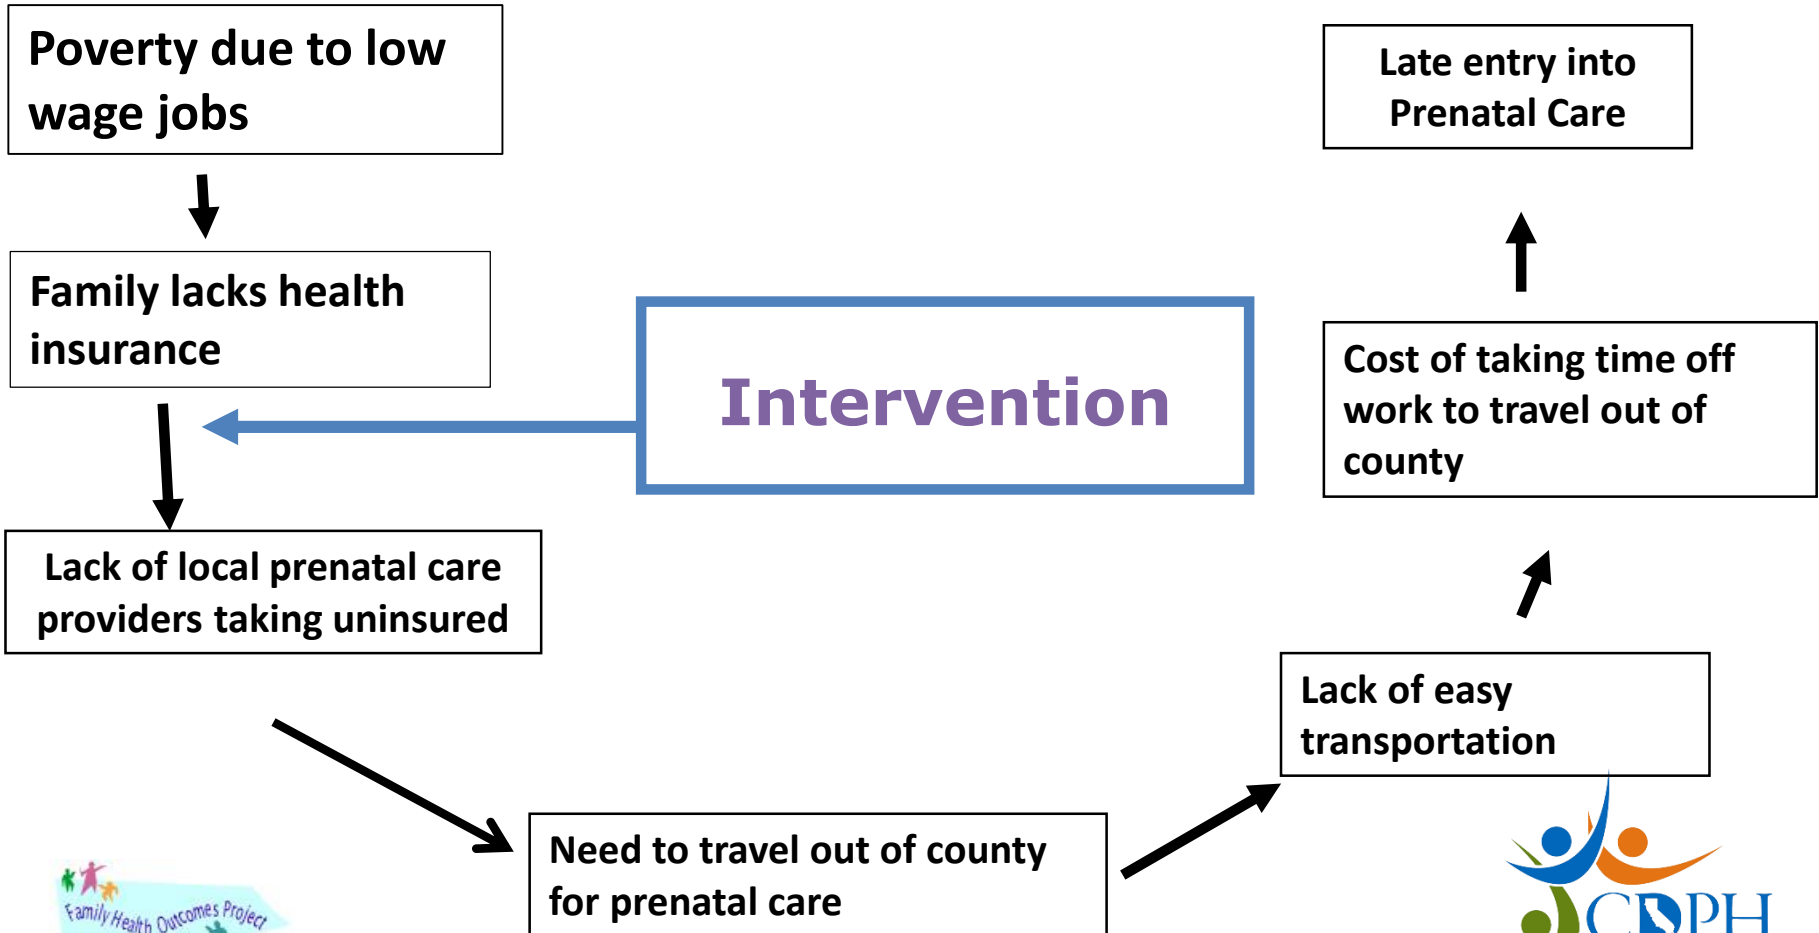 Poverty due to low
wage jobs
Family lacks health
insurance
Lack of local prenatal care
providers taking uninsured
Need to travel out of county
for prenatal care
Lack of easy
transportation
Cost of taking time off
work to travel out of
county
Late entry into
Prenatal Care
Intervention
Family Health Outcomes Project
CDPH